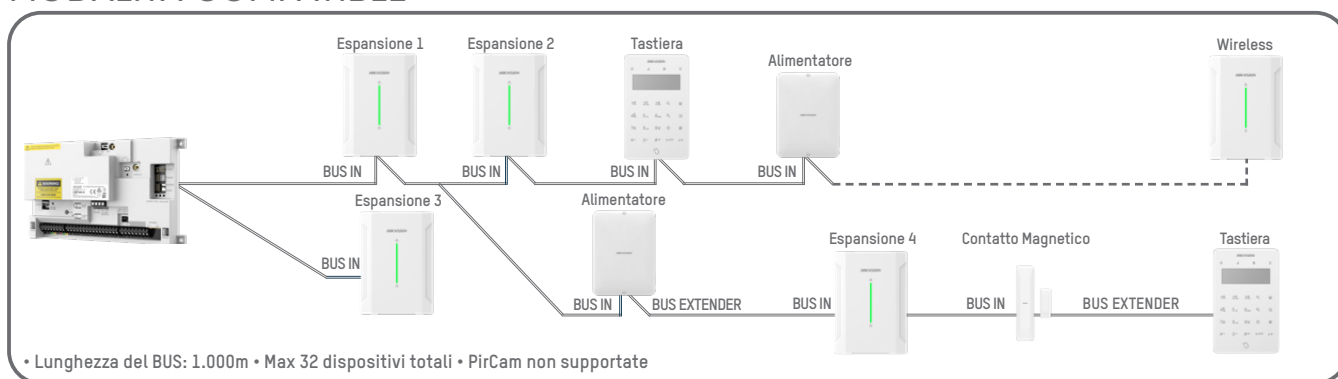 Espansione 1
Espansione 2
Tastiera
Alimentatore
Wireless
BUS IN
BUS IN
BUS IN
BUS IN
Espansione 3
Alimentatore
Espansione 4
Contatto Magnetico
Tastiera
BUS IN
BUS IN
BUS EXTENDER
BUS IN
BUS IN
BUS EXTENDER
• Lunghezza del BUS: 1.000m • Max 32 dispositivi totali • PirCam non supportate